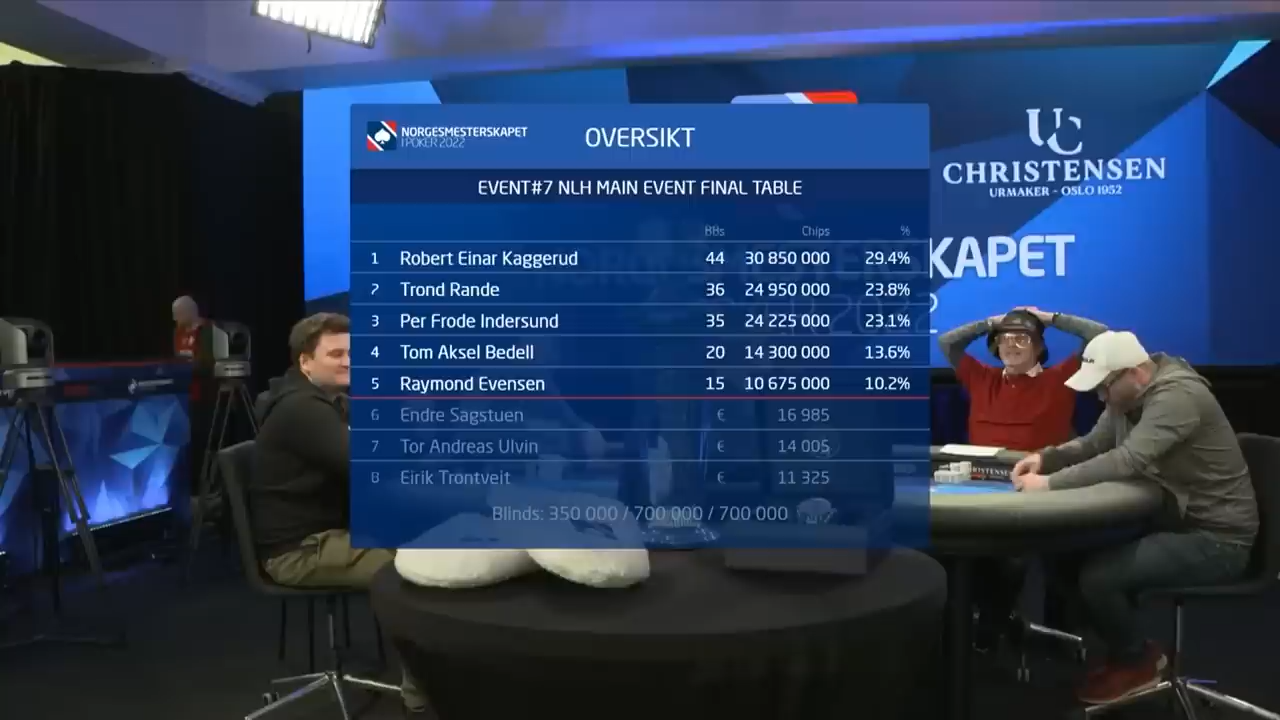 NORGESMESTERSKAPET
I POKER 2022
OVERSIKT
EVENT#7 NLH MAIN EVENT FINAL TABLE
BBs Chips %
1 Robert Einar Kaggerud 44 30 850 000 29.4%
2 Trond Rande 36 24 950 000 23.8%
3 Per Frode Indersund 35 24 225 000 23.1%
4 Tom Aksel Bedell 20 14 300 000 13.6%
5 Raymond Evensen 15 10 675 000 10.2%
6 Endre Sagstuen € 16 985
7 Tor Andreas Ulvin € 14 005
8 Eirik Trontveit € 11 325
Blinds: 350 000 / 700 000 / 700 000
UC
CHRISTENSEN
URMAKER - OSLO 1952
KAPET
2022